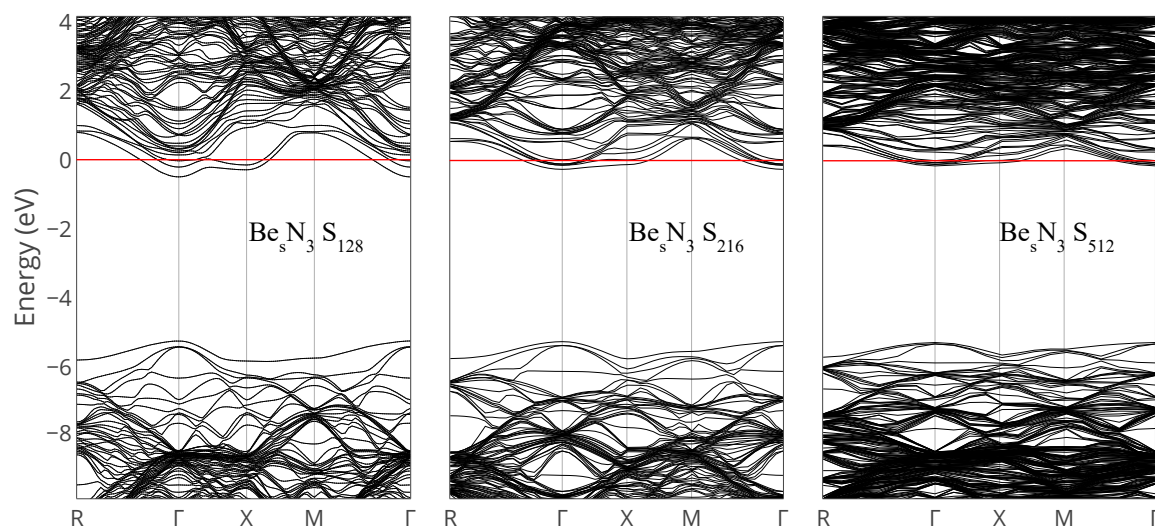 Energy (eV)
4
2
0
−2
−4
−6
−8
BeₛN₃ S₁₂₈
BeₛN₃ S₂₁₆
BeₛN₃ S₅₁₂
R Γ X M Γ
R Γ X M Γ
R Γ X M Γ